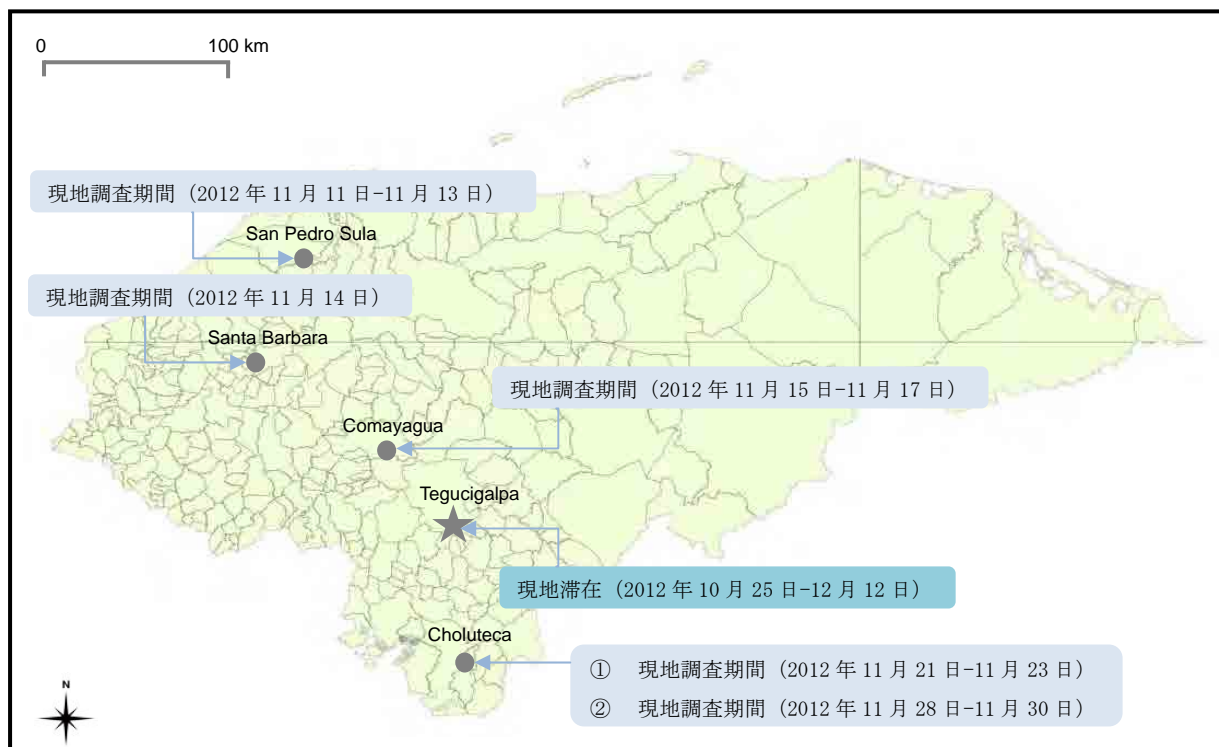 0 100 km
現地調査期間 (2012 年 11 月 11 日-11 月 13 日)
San Pedro Sula
現地調査期間 (2012 年 11 月 14 日)
Santa Barbara
現地調査期間 (2012 年 11 月 15 日-11 月 17 日)
Comayagua
Tegucigalpa
現地滞在 (2012 年 10 月 25 日-12 月 12 日)
Choluteca
① 現地調査期間 (2012 年 11 月 21 日-11 月 23 日)
② 現地調査期間 (2012 年 11 月 28 日-11 月 30 日)
N